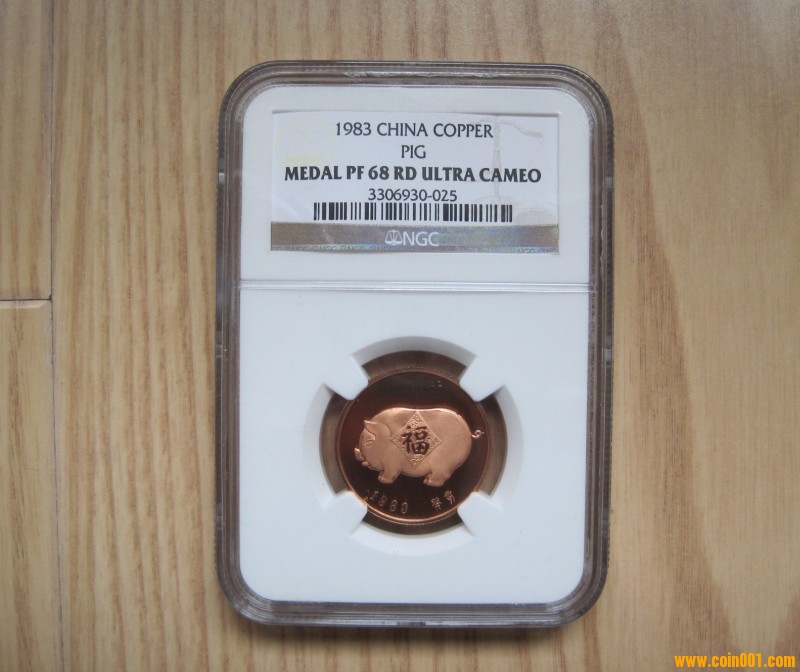 1983 CHINA COPPER
PIG
MEDAL PF 68 RD ULTRA CAMEO
3306930-025
NGC
福
www.coin001.com